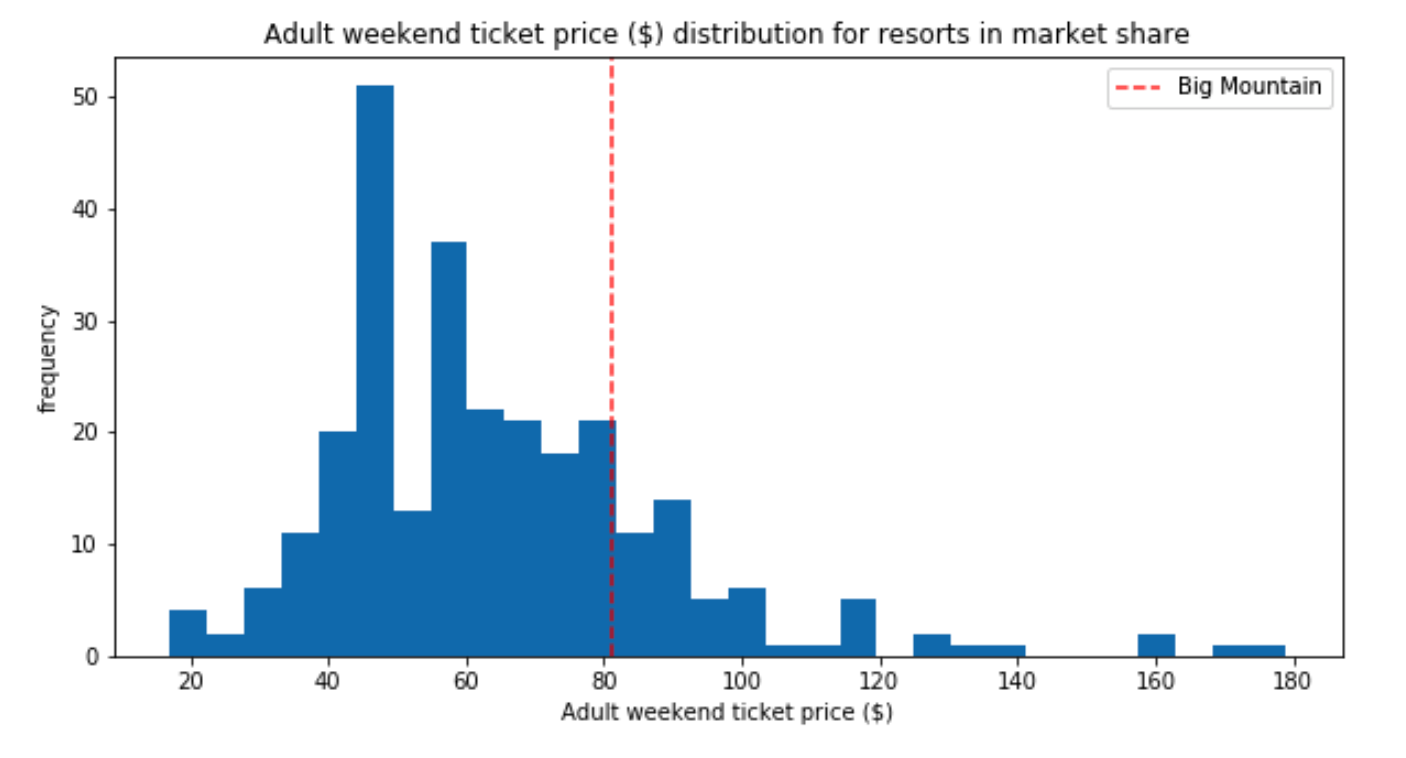 Adult weekend ticket price ($) distribution for resorts in market share
Big Mountain
50
40
30
20
10
0
frequency
20 40 60 80 100 120 140 160 180
Adult weekend ticket price ($)